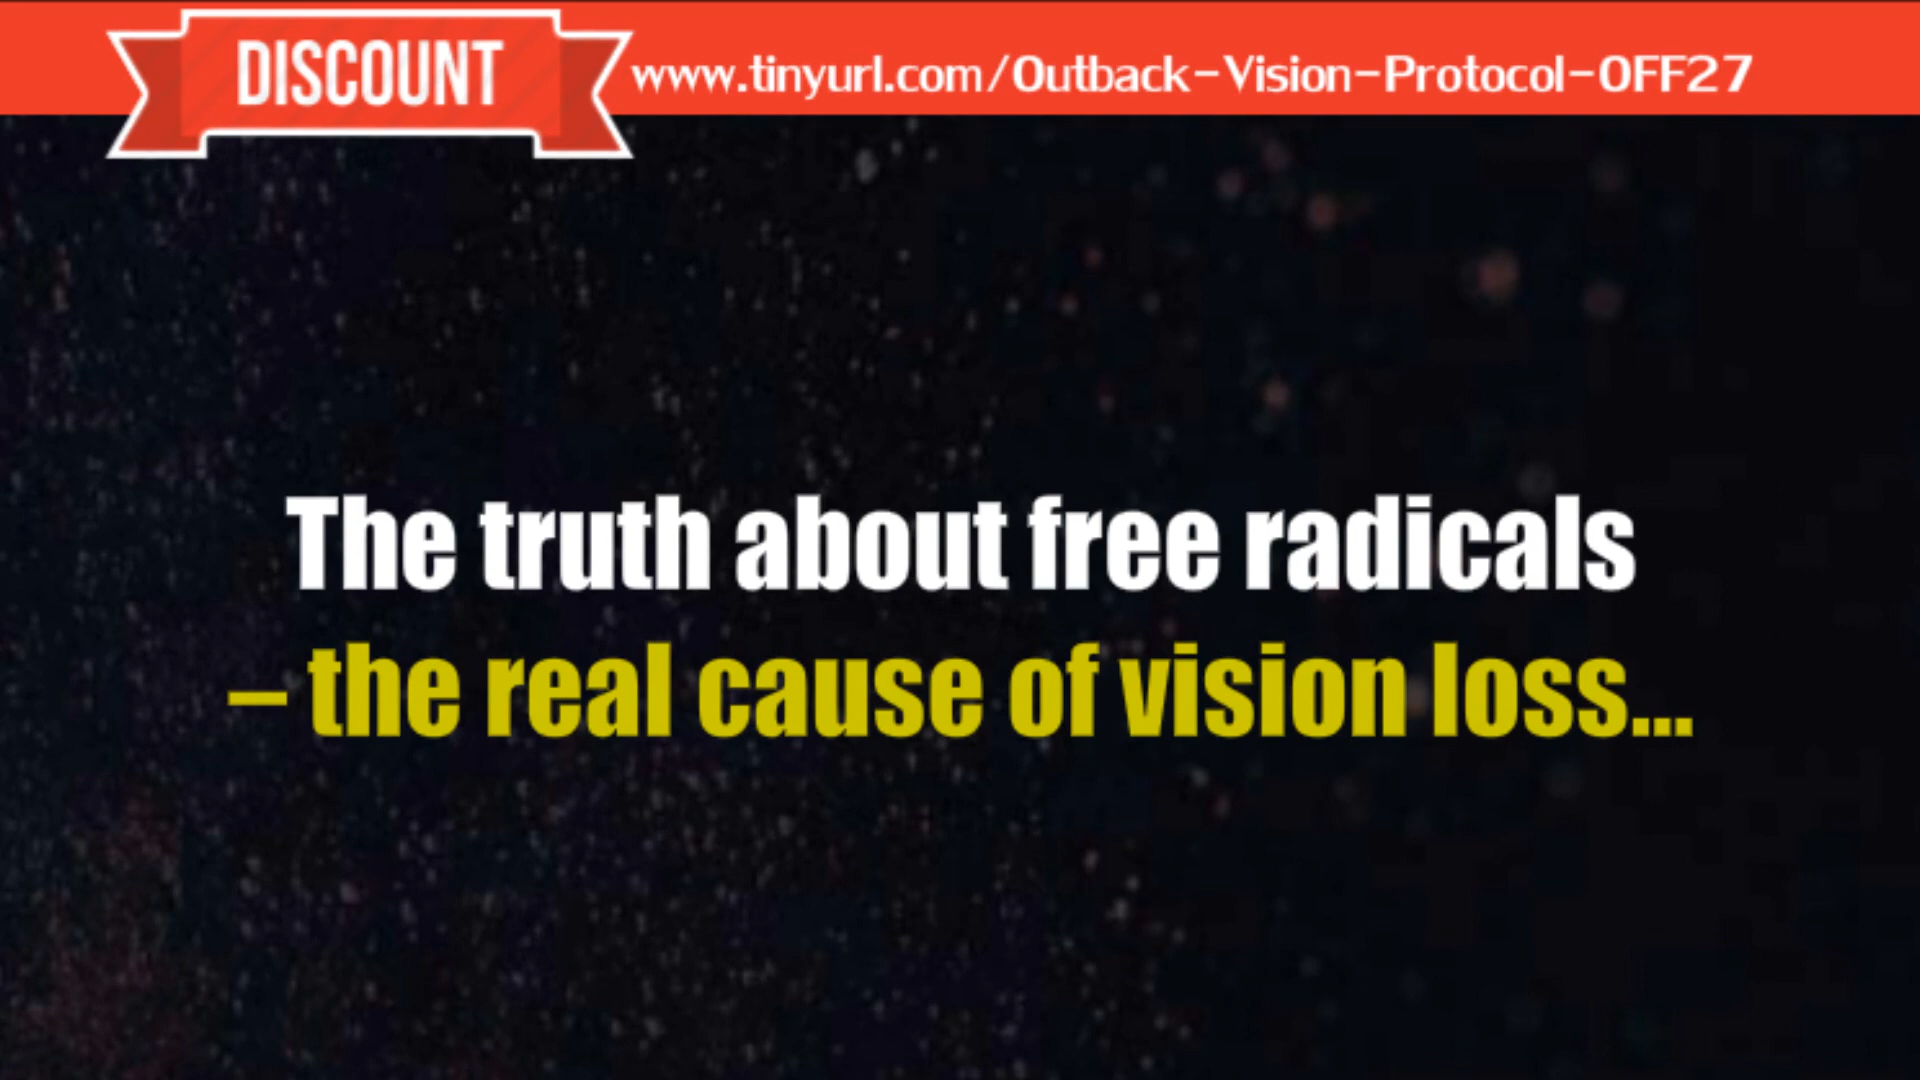 DISCOUNT www.tinyurl.com/Outback-Vision-Protocol-OFF27
The truth about free radicals
– the real cause of vision loss...